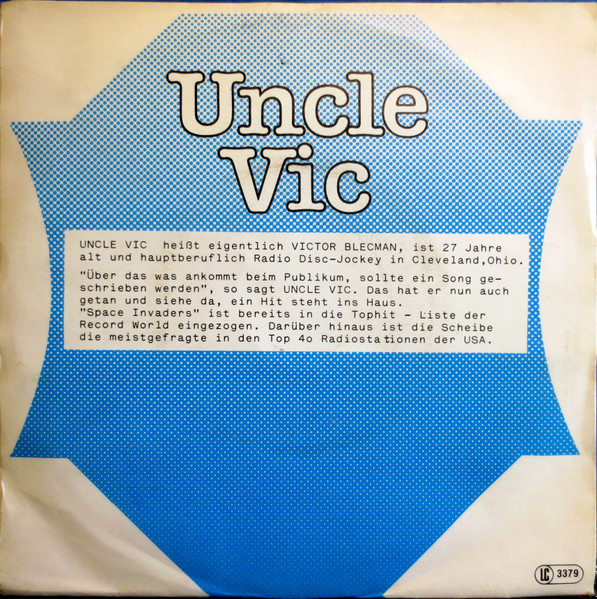 Uncle
Vic
UNCLE VIC heißt eigentlich VICTOR BLECMAN, ist 27 Jahre
alt und hauptberuflich Radio Disc-Jockey in Cleveland,Ohio.
"Über das was ankommt beim Publikum, sollte ein Song ge-
schrieben werden", so sagt UNCLE VIC. Das hat er nun auch
getan und siehe da, ein Hit steht ins Haus.
"Space Invaders" ist bereits in die Tophit - Liste der
Record World eingezogen. Darüber hinaus ist die Scheibe
die meistgefragte in den Top 4o Radiostationen der USA.
LC 3379